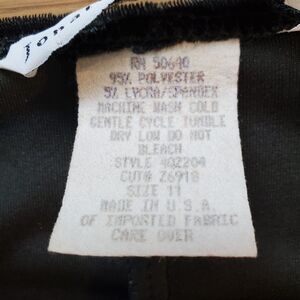 RN 50640
95% POLYESTER
5% LYCRA/SPANDEX
MACHINE WASH COLD
GENTLE CYCLE TUMBLE
DRY LOW DO NOT
BLEACH
STYLE 40Z204
CUT# Z6918
SIZE 11
MADE IN U.S.A.
OF IMPORTED FABRIC
CARE OVER